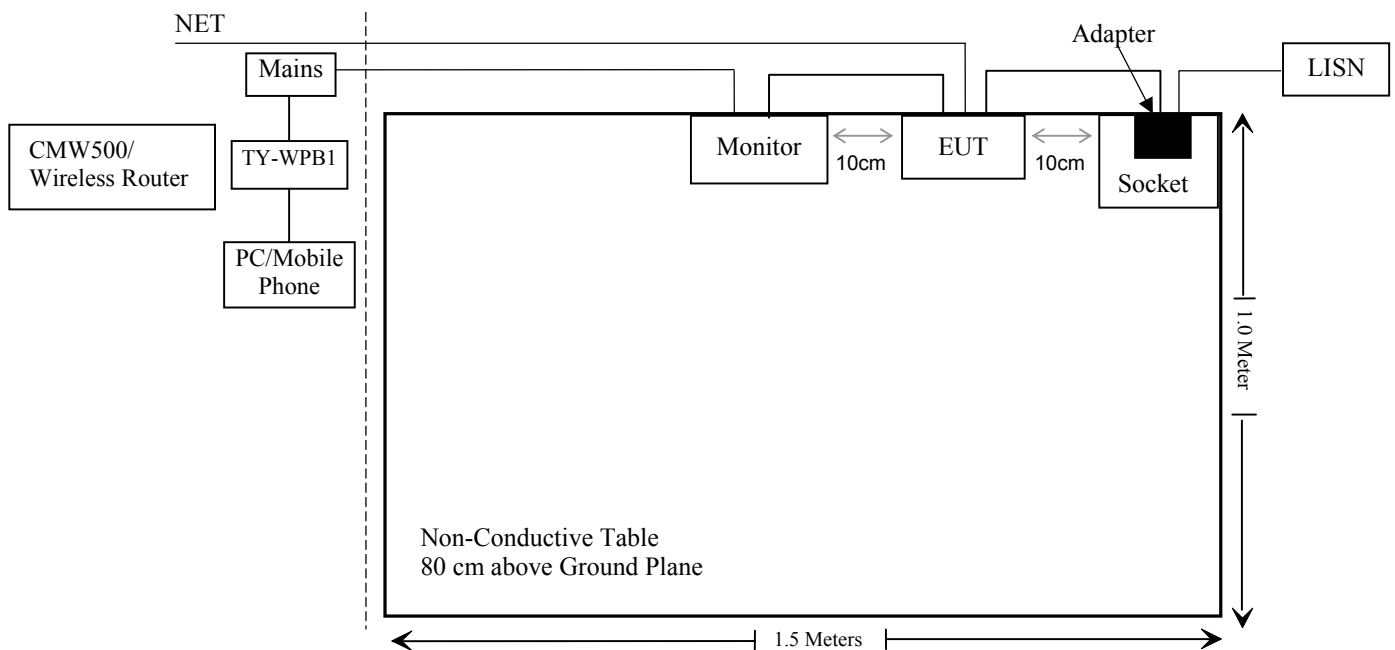 NET
Adapter
Mains
LISN
CMW500/
Wireless Router
TY-WPB1
Monitor
10cm
EUT
10cm
Socket
PC/Mobile
Phone
1.0 Meter
Non-Conductive Table
80 cm above Ground Plane
1.5 Meters